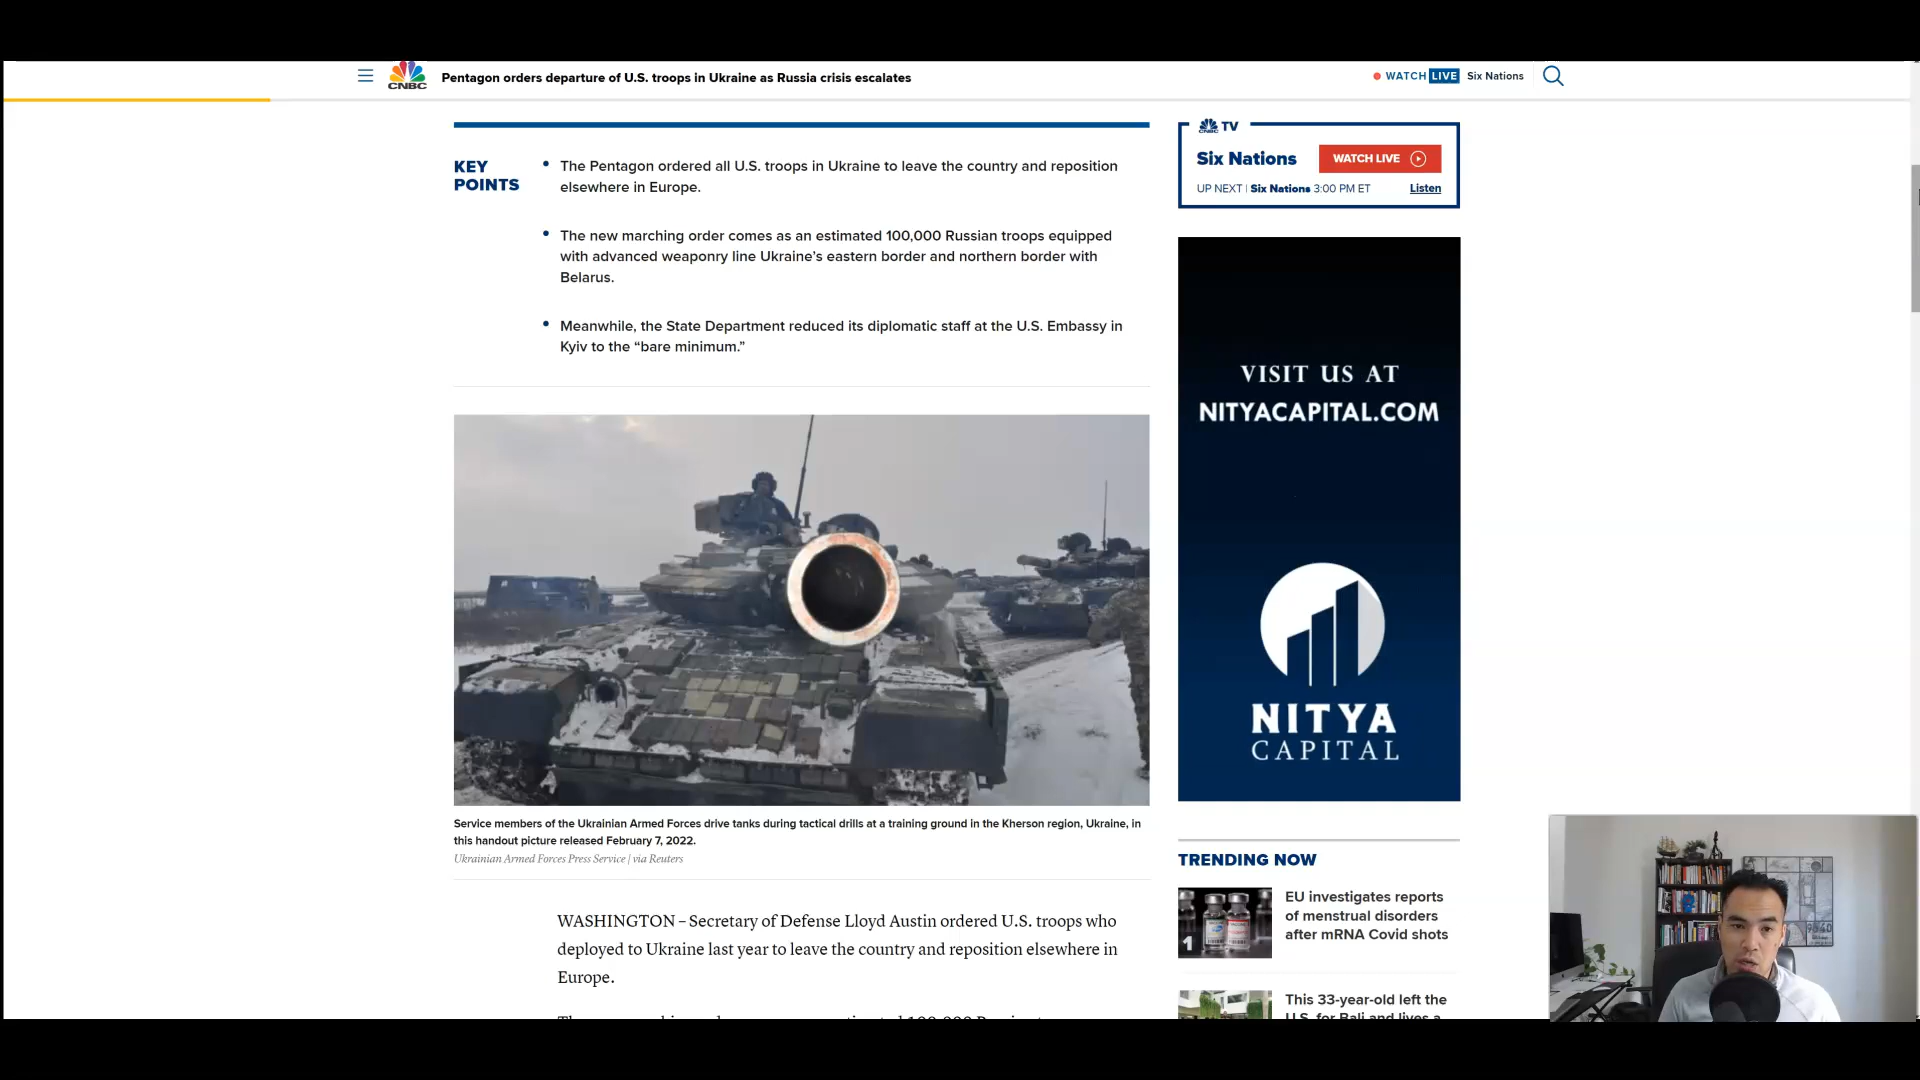 CNBC
Pentagon orders departure of U.S. troops in Ukraine as Russia crisis escalates
WATCH LIVE Six Nations
KEY
POINTS
• The Pentagon ordered all U.S. troops in Ukraine to leave the country and reposition
elsewhere in Europe.
• The new marching order comes as an estimated 100,000 Russian troops equipped
with advanced weaponry line Ukraine’s eastern border and northern border with
Belarus.
• Meanwhile, the State Department reduced its diplomatic staff at the U.S. Embassy in
Kyiv to the “bare minimum.”
Service members of the Ukrainian Armed Forces drive tanks during tactical drills at a training ground in the Kherson region, Ukraine, in
this handout picture released February 7, 2022.
Ukrainian Armed Forces Press Service | via Reuters
WASHINGTON – Secretary of Defense Lloyd Austin ordered U.S. troops who
deployed to Ukraine last year to leave the country and reposition elsewhere in
Europe.
CNBC TV
Six Nations
WATCH LIVE
UP NEXT | Six Nations 3:00 PM ET
Listen
VISIT US AT
NITYACAPITAL.COM
NITYA
CAPITAL
TRENDING NOW
1
EU investigates reports
of menstrual disorders
after mRNA Covid shots
This 33-year-old left the
U.S. for Bali and lives a